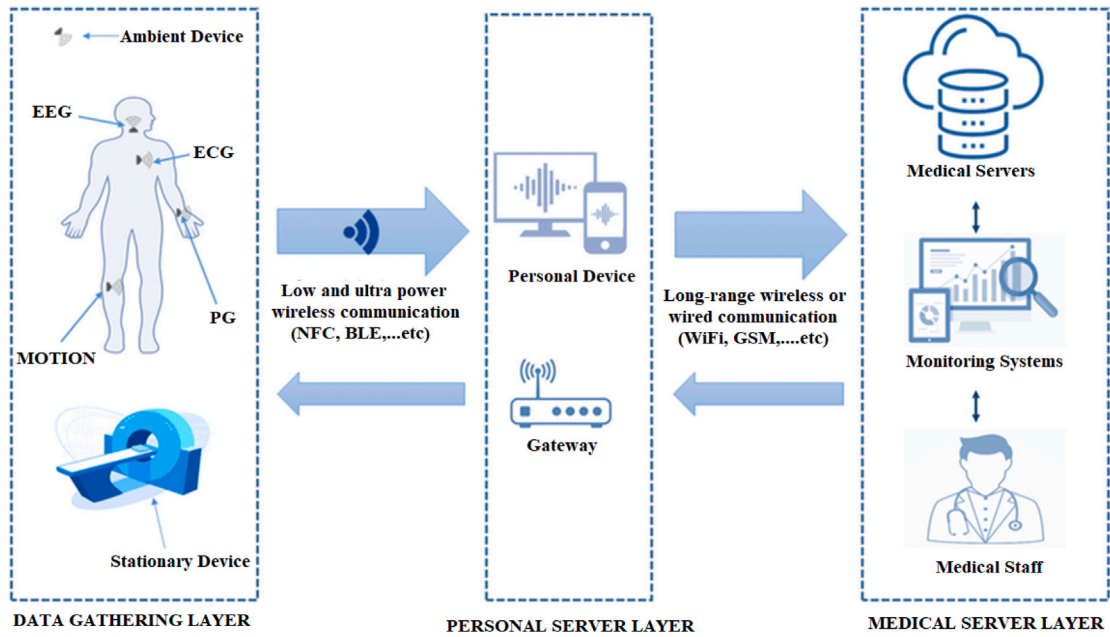 Ambient Device
EEG
ECG
PG
MOTION
Stationary Device
DATA GATHERING LAYER
Low and ultra power
wireless communication
(NFC, BLE,...etc)
Personal Device
Gateway
PERSONAL SERVER LAYER
Long-range wireless or
wired communication
(WiFi, GSM,....etc)
Medical Servers
Monitoring Systems
Medical Staff
MEDICAL SERVER LAYER